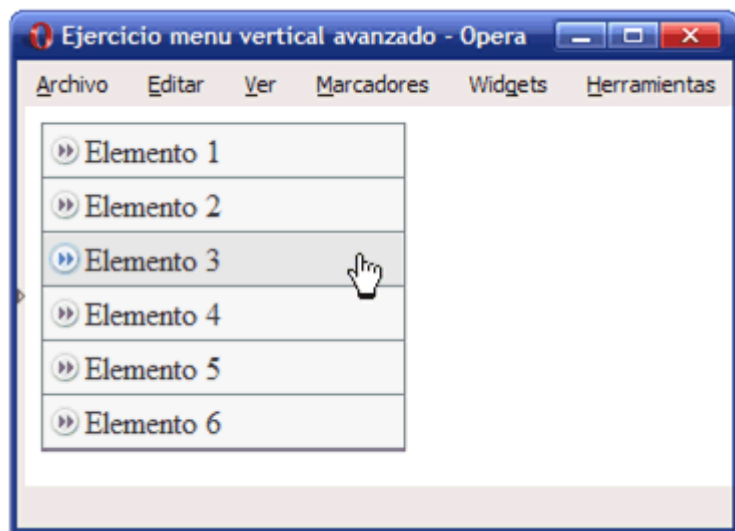 Ejercicio menu vertical avanzado - Opera
Archivo Editar Ver Marcadores Widgets Herramientas
Elemento 1
Elemento 2
Elemento 3
Elemento 4
Elemento 5
Elemento 6